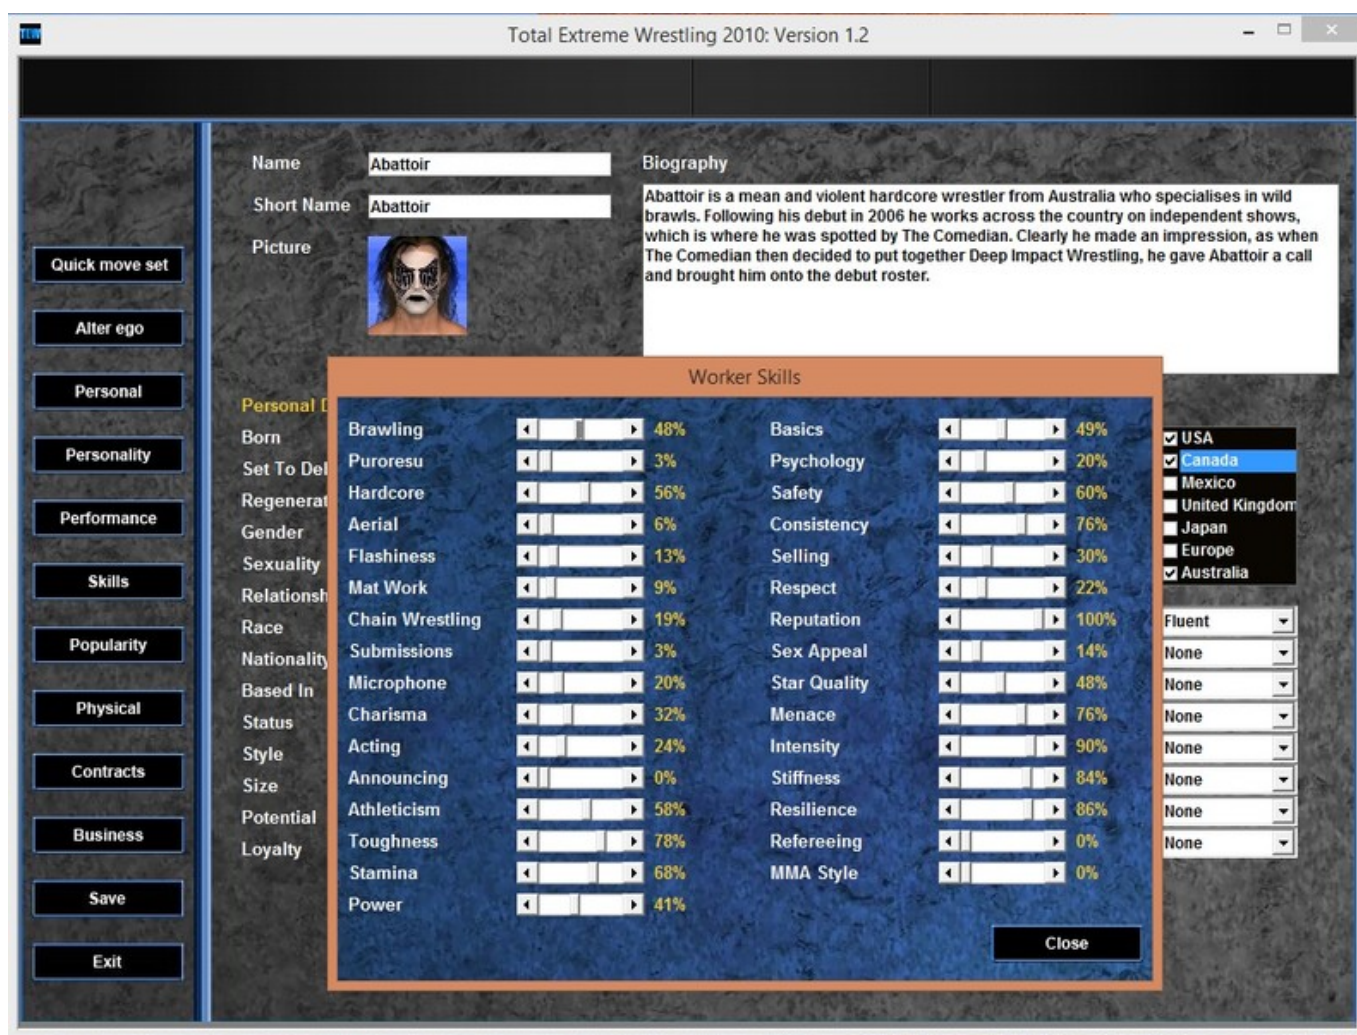 TEW
Total Extreme Wrestling 2010: Version 1.2
Quick move set
Alter ego
Personal
Personality
Performance
Skills
Popularity
Physical
Contracts
Business
Save
Exit
Name Abattoir
Short Name Abattoir
Picture
Biography
Abattoir is a mean and violent hardcore wrestler from Australia who specialises in wild
brawls. Following his debut in 2006 he works across the country on independent shows,
which is where he was spotted by The Comedian. Clearly he made an impression, as when
The Comedian then decided to put together Deep Impact Wrestling, he gave Abattoir a call
and brought him onto the debut roster.
Personal
Born
Set To
Gender
Sexuality
Race
Nationality
Based In
Status
Style
Size
Potential
Loyalty
Worker Skills
Brawling 48%
Puroresu 3%
Hardcore 56%
Aerial 6%
Flashiness 13%
Mat Work 9%
Chain Wrestling 19%
Submissions 3%
Microphone 20%
Charisma 32%
Acting 24%
Announcing 0%
Athleticism 58%
Toughness 78%
Stamina 68%
Power 41%
Basics 49%
Psychology 20%
Safety 60%
Consistency 76%
Selling 30%
Respect 22%
Reputation 100%
Sex Appeal 14%
Star Quality 48%
Menace 76%
Intensity 90%
Stiffness 84%
Resilience 86%
Refereeing 0%
MMA Style 0%
Close
USA
Canada
Mexico
United Kingdom
Japan
Europe
Australia
Fluent
None
None
None
None
None
None
None